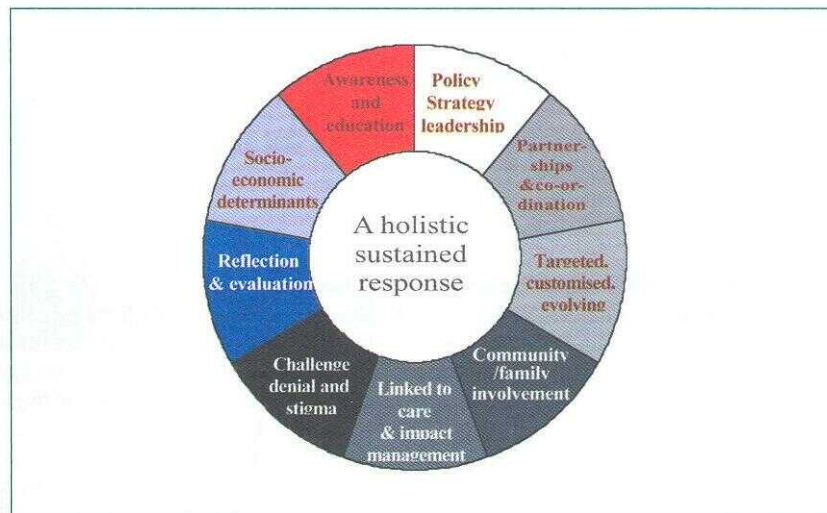 Awareness
and
education
Policy
Strategy
leadership
Partner-
ships
&co-or-
dination
Targeted,
customised,
evolving
Community
/family
involvement
Linked to
care
& impact
management
Challenge
denial and
stigma
Reflection
& evaluation
Socio-
economic
determinants
A holistic
sustained
response